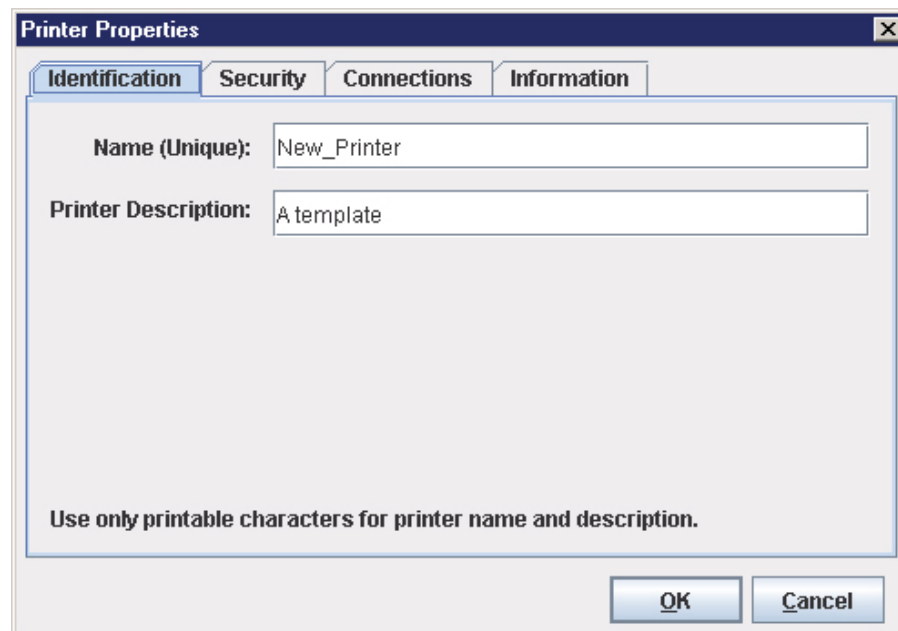 Printer Properties
Identification Security Connections Information
Name (Unique): New_Printer
Printer Description: A template
Use only printable characters for printer name and description.
OK Cancel